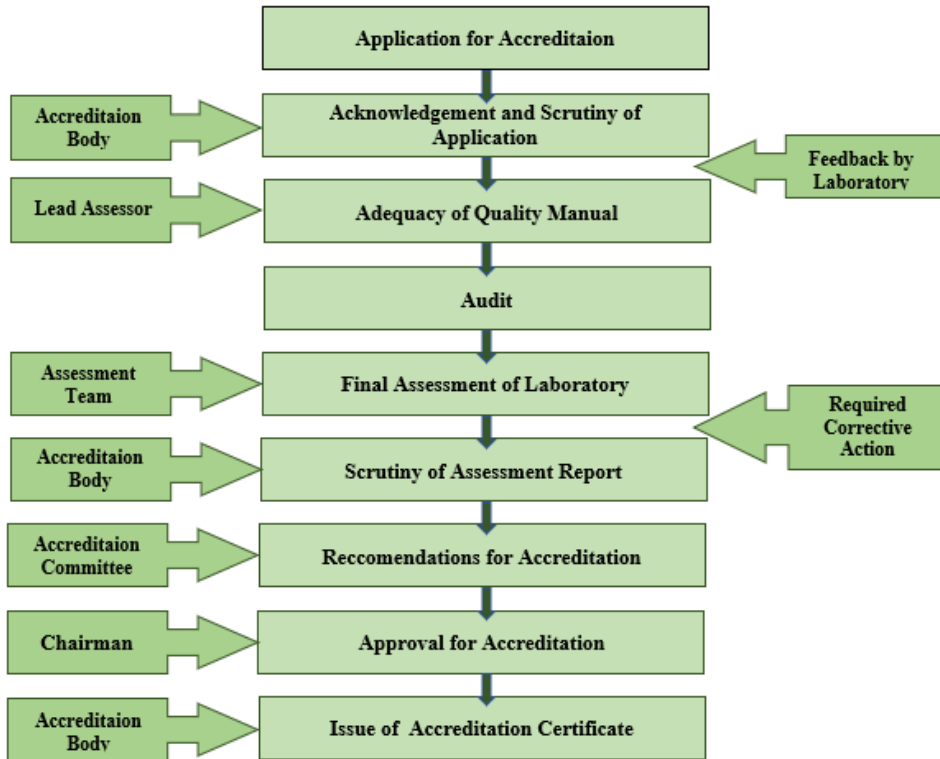 Application for Accreditaion
Accreditaion
Body
Acknowledgement and Scrutiny of
Application
Feedback by
Laboratory
Lead Assessor
Adequacy of Quality Manual
Audit
Assessment
Team
Final Assessment of Laboratory
Required
Corrective
Action
Accreditaion
Body
Scrutiny of Assessment Report
Accreditaion
Committee
Reccomendations for Accreditation
Chairman
Approval for Accreditation
Accreditaion
Body
Issue of Accreditation Certificate